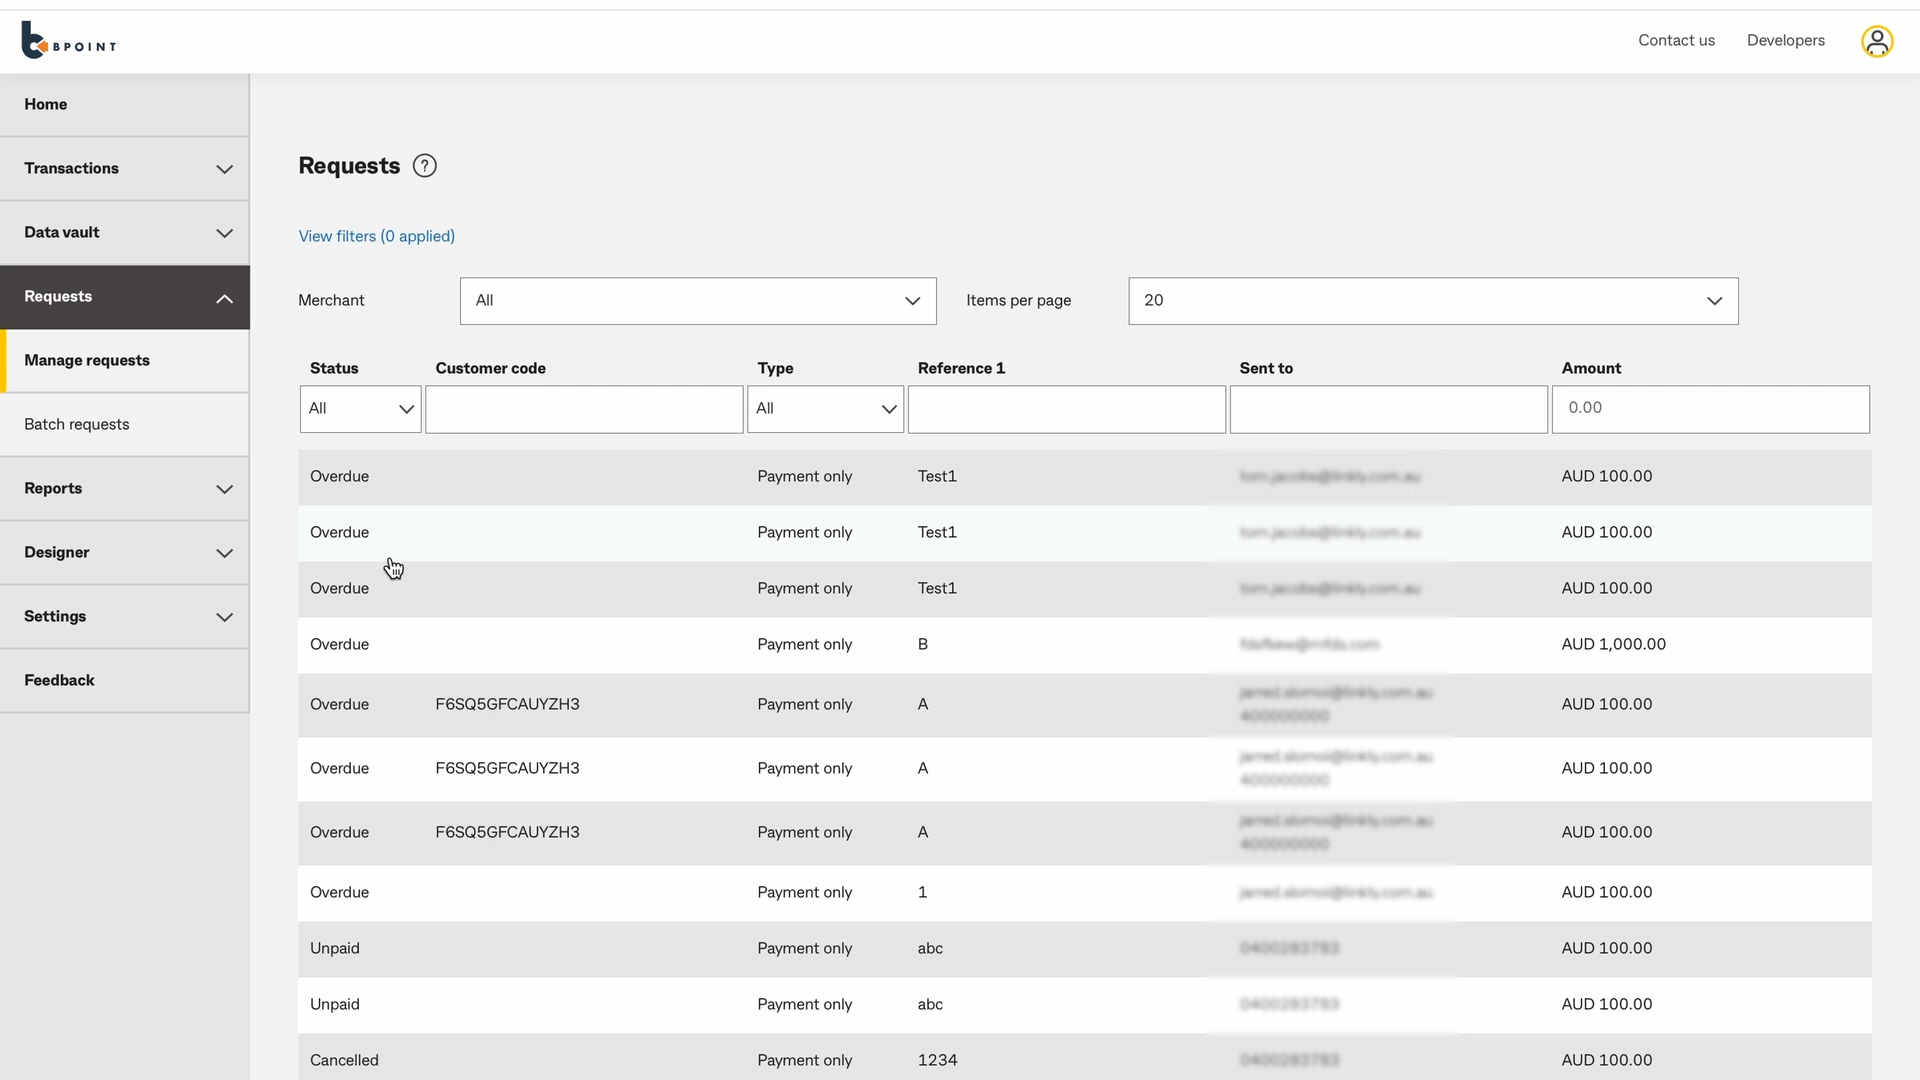 BPOINT
Contact us
Developers
Home
Transactions
Data vault
Requests
Manage requests
Batch requests
Reports
Designer
Settings
Feedback
Requests ?
View filters (0 applied)
Merchant All Items per page 20
Status Customer code Type Reference 1 Sent to Amount
All All 0.00
Overdue Payment only Test1 AUD 100.00
Overdue Payment only Test1 AUD 100.00
Overdue Payment only Test1 AUD 100.00
Overdue Payment only B AUD 1,000.00
Overdue F6SQ5GFCAUYZH3 Payment only A AUD 100.00
Overdue F6SQ5GFCAUYZH3 Payment only A AUD 100.00
Overdue F6SQ5GFCAUYZH3 Payment only A AUD 100.00
Overdue Payment only 1 AUD 100.00
Unpaid Payment only abc AUD 100.00
Unpaid Payment only abc AUD 100.00
Cancelled Payment only 1234 AUD 100.00